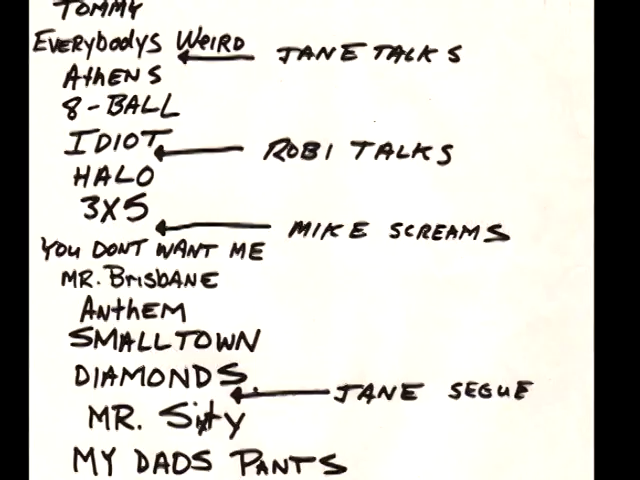 TOMMY
EVERYbodyS WEIRD
JANE TALKS
AthENS
8-BALL
IDIOT
ROBI TALKS
HALO
3X5
MIKE SCREAMS
YOU DONT WANT ME
MR. BrisBANE
AnthEM
SMALLTOWN
DIAMONDS
JANE SEGUE
MR.
MY DADS PANTS